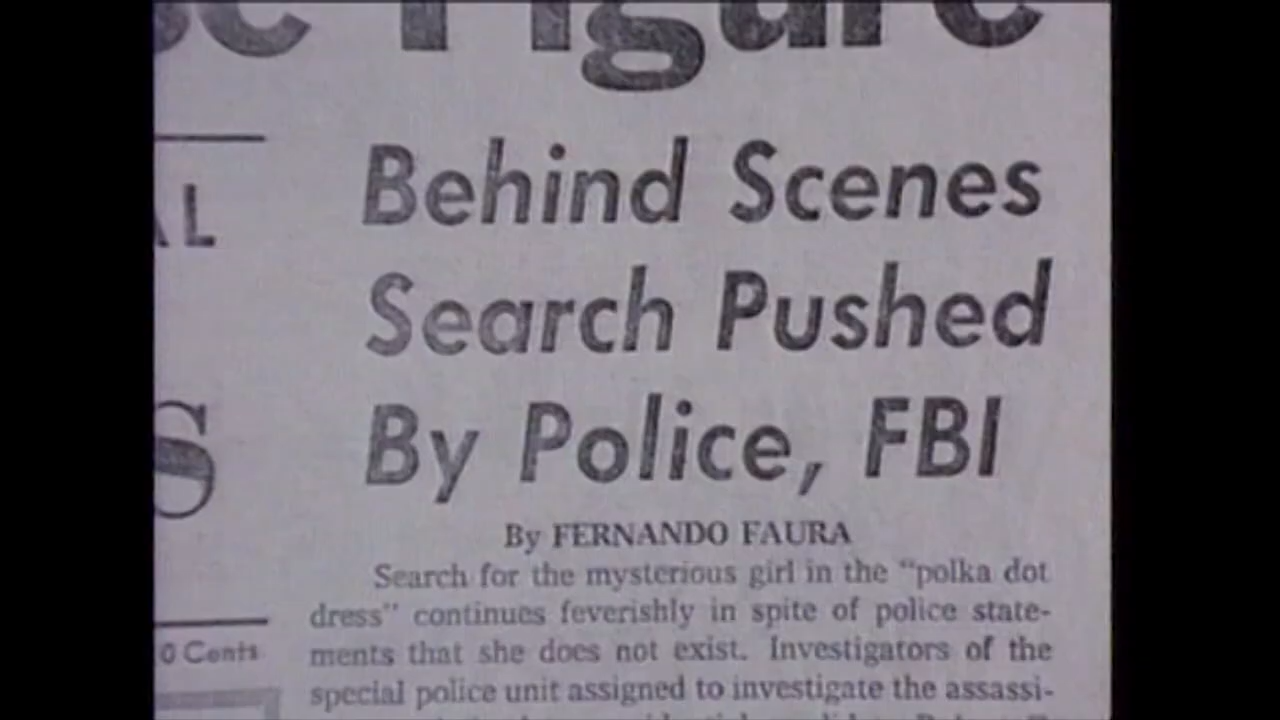 Figure
Behind Scenes
Search Pushed
By Police, FBI
By FERNANDO FAURA
Search for the mysterious girl in the "polka dot
dress" continues feverishly in spite of police state-
ments that she does not exist. Investigators of the
special police unit assigned to investigate the assassi-
AL
S
0 Cents